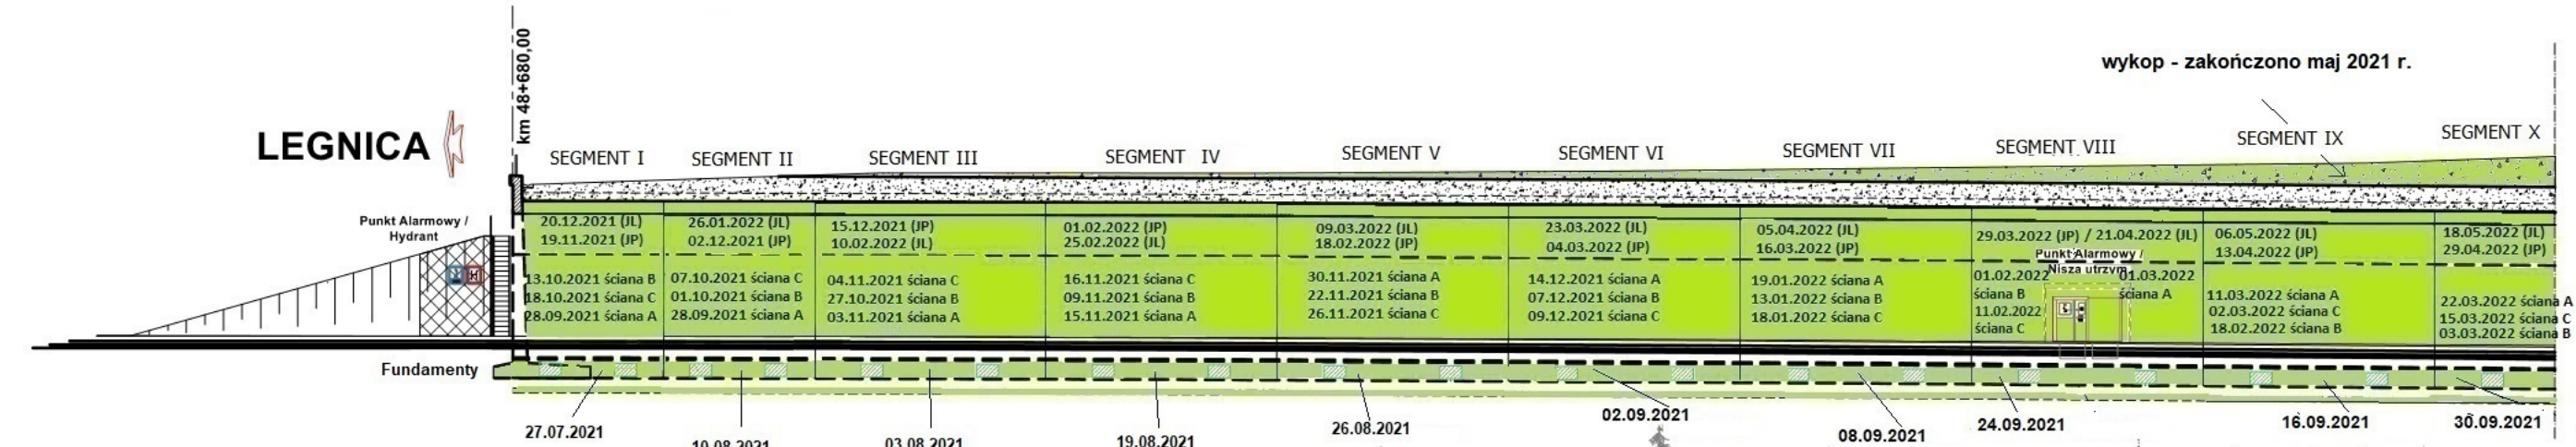 km 48+680,00
wykop - zakończono maj 2021 r.
LEGNICA
SEGMENT I
SEGMENT II
SEGMENT III
SEGMENT IV
SEGMENT V
SEGMENT VI
SEGMENT VII
SEGMENT VIII
SEGMENT IX
SEGMENT X
Punkt Alarmowy /
Hydrant
20.12.2021 (JL)
19.11.2021 (JP)
13.10.2021 ściana B
18.10.2021 ściana C
28.09.2021 ściana A
26.01.2022 (JL)
02.12.2021 (JP)
07.10.2021 ściana C
01.10.2021 ściana B
28.09.2021 ściana A
15.12.2021 (JP)
10.02.2022 (JL)
04.11.2021 ściana C
27.10.2021 ściana B
03.11.2021 ściana A
01.02.2022 (JP)
25.02.2022 (JL)
16.11.2021 ściana C
09.11.2021 ściana B
15.11.2021 ściana A
09.03.2022 (JL)
18.02.2022 (JP)
30.11.2021 ściana A
22.11.2021 ściana B
26.11.2021 ściana C
23.03.2022 (JL)
04.03.2022 (JP)
14.12.2021 ściana A
07.12.2021 ściana B
09.12.2021 ściana C
05.04.2022 (JL)
16.03.2022 (JP)
19.01.2022 ściana A
13.01.2022 ściana B
18.01.2022 ściana C
29.03.2022 (JP) / 21.04.2022 (JL)
Punkt Alarmowy /
Nisza utrzym.
01.02.2022
ściana B
11.02.2022
ściana C
01.03.2022
ściana A
06.05.2022 (JL)
13.04.2022 (JP)
11.03.2022 ściana A
02.03.2022 ściana C
18.02.2022 ściana B
18.05.2022 (JL)
29.04.2022 (JP)
22.03.2022 ściana A
15.03.2022 ściana C
03.03.2022 ściana B
Fundamenty
27.07.2021
10.08.2021
03.08.2021
19.08.2021
26.08.2021
02.09.2021
08.09.2021
24.09.2021
16.09.2021
30.09.2021